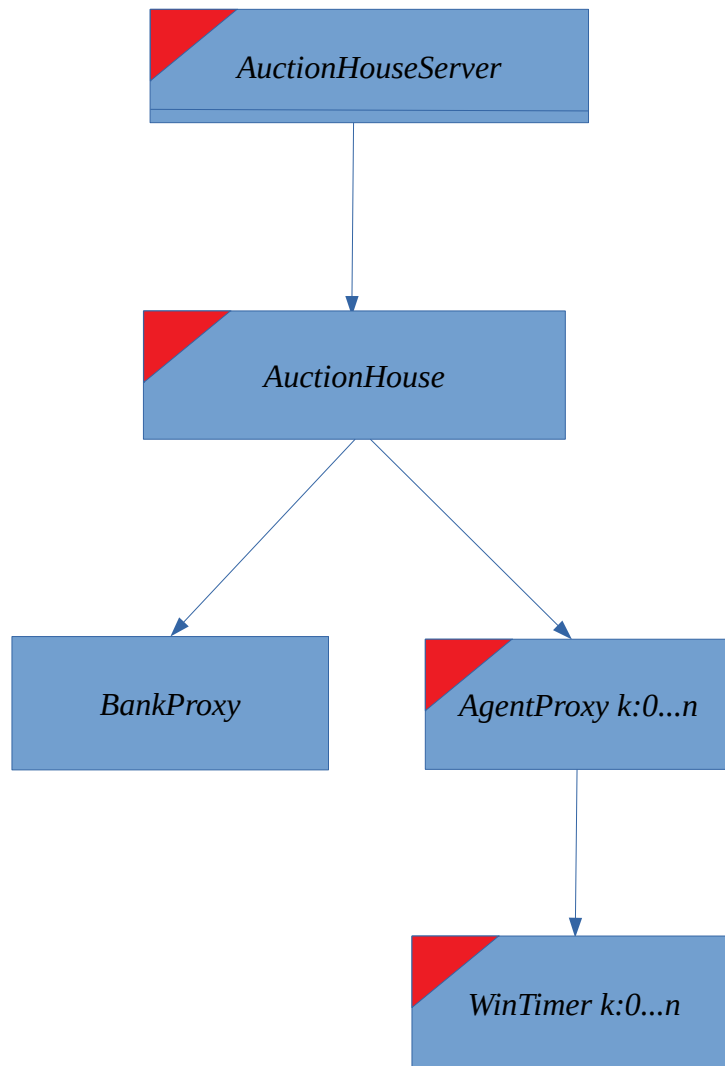 AuctionHouseServer
AuctionHouse
BankProxy
AgentProxy k:0...n
WinTimer k:0...n